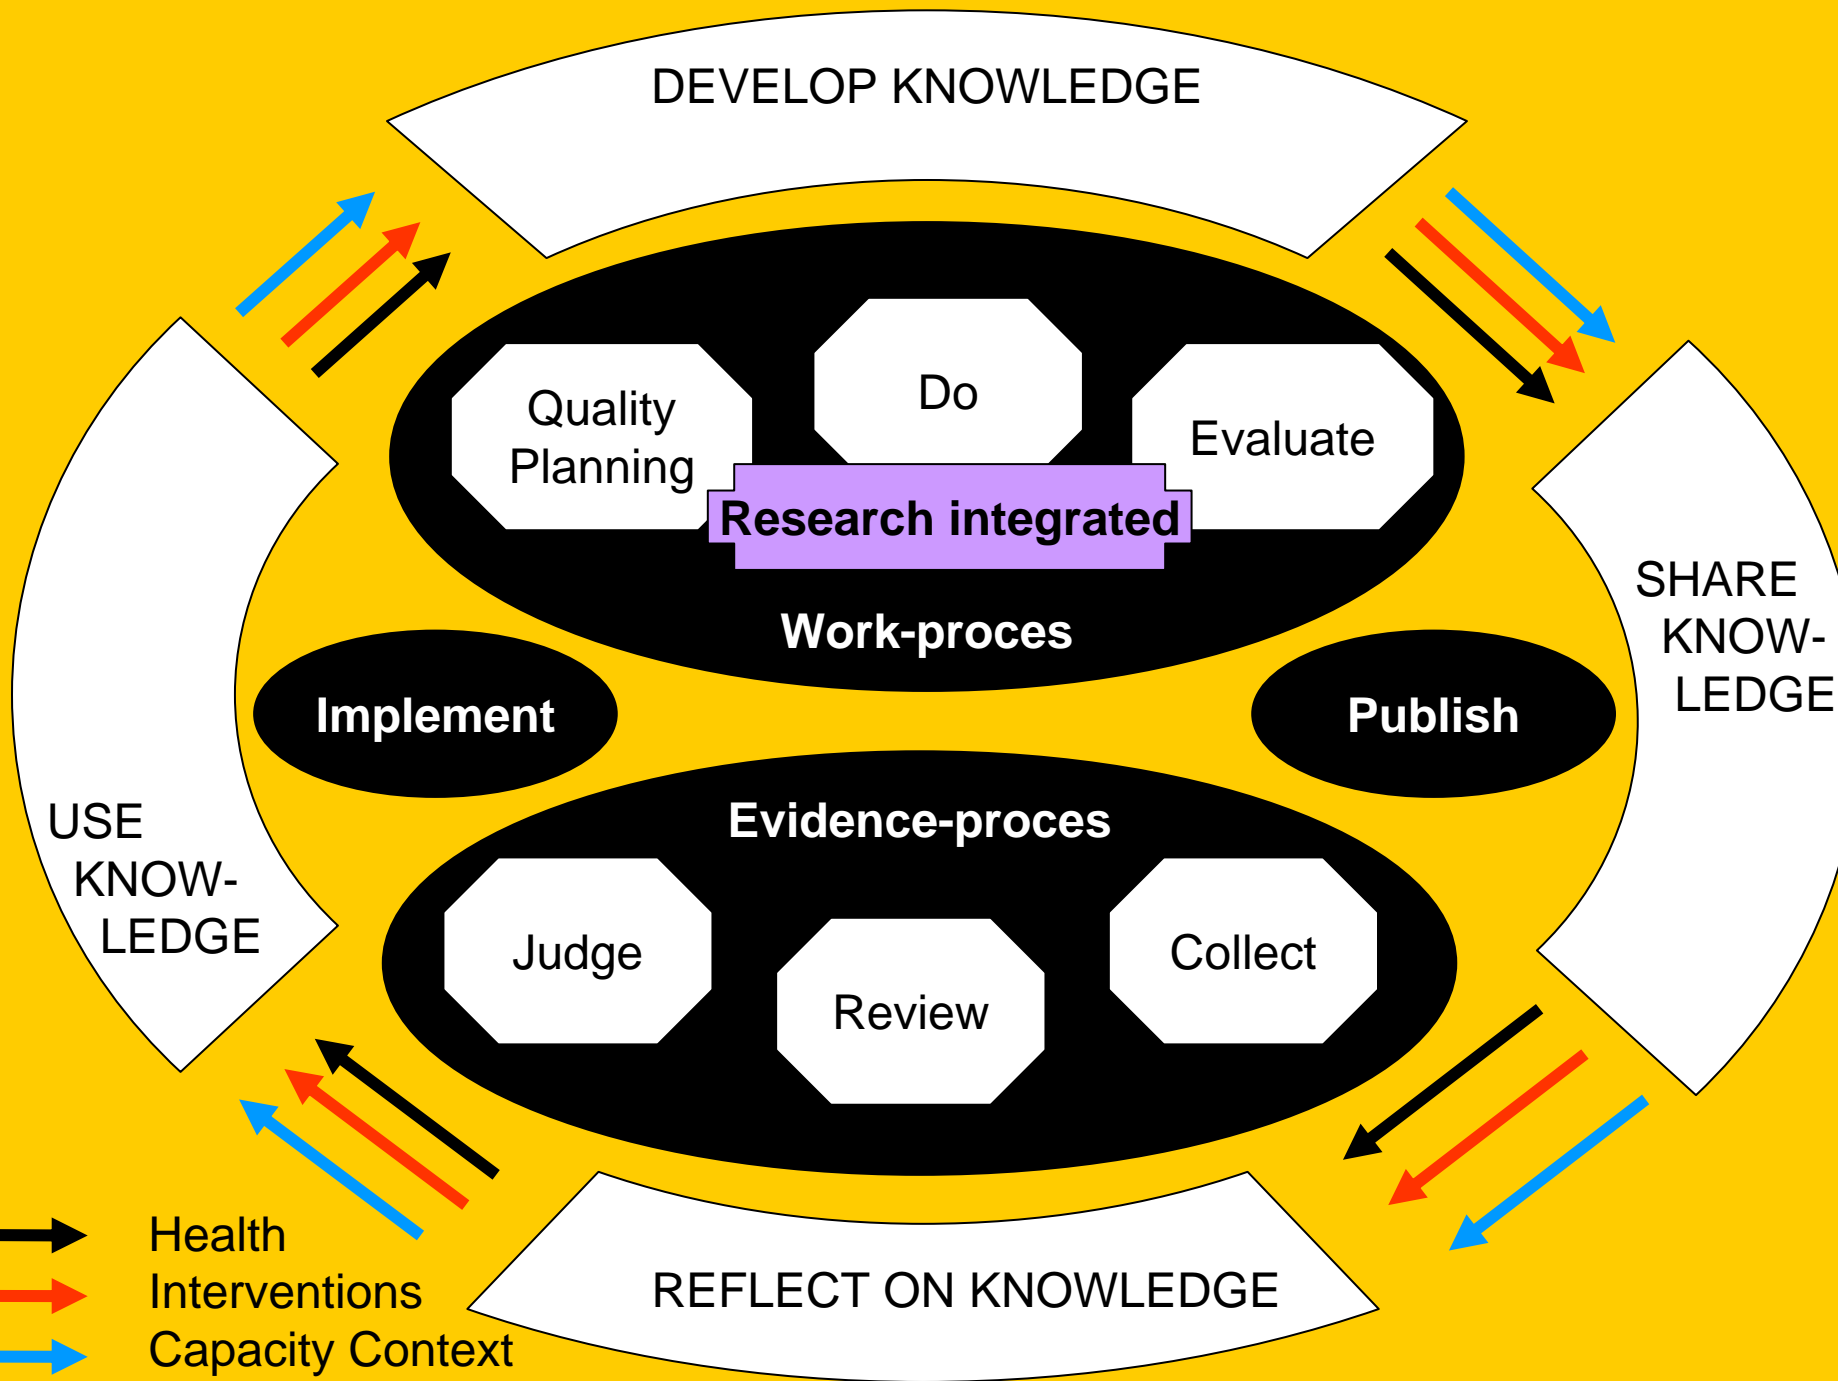 DEVELOP KNOWLEDGE
Do
Quality
Planning
Evaluate
Research integrated
Work-proces
SHARE
KNOW-
LEDGE
Implement
Publish
Evidence-proces
USE
KNOW-
LEDGE
Judge
Review
Collect
REFLECT ON KNOWLEDGE
Health
Interventions
Capacity Context